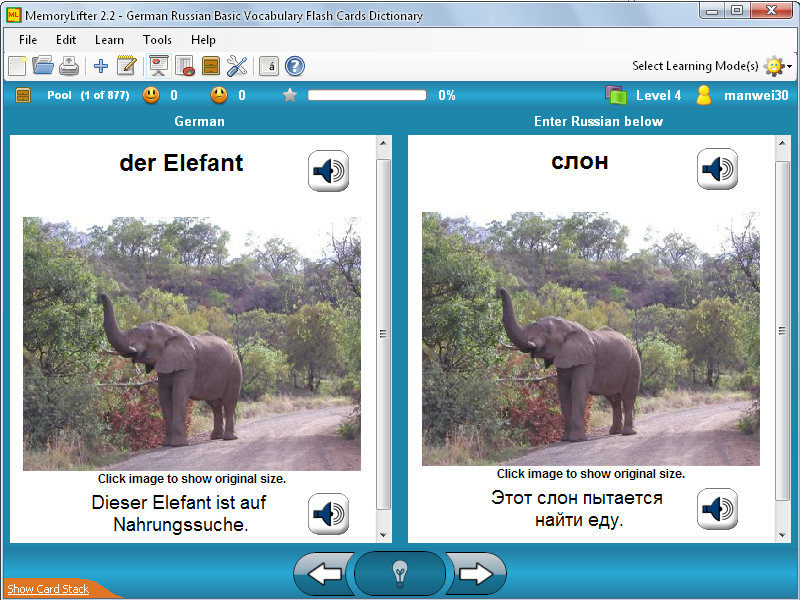 MemoryLifter 2.2 - German Russian Basic Vocabulary Flash Cards Dictionary
File Edit Learn Tools Help
á ?
Select Learning Mode(s)
Pool (1 of 877) 0 0 0% Level 4 manwei30
German
Enter Russian below
der Elefant
Click image to show original size.
Dieser Elefant ist auf
Nahrungssuche.
слон
Click image to show original size.
Этот слон пытается
найти еду.
Show Card Stack